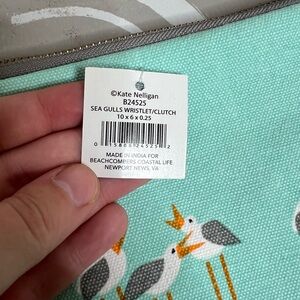 ©Kate Nelligan
B24525
SEA GULLS WRISTLET/CLUTCH
10 x 6 x 0.25
MADE IN INDIA FOR
BEACHCOMBERS COASTAL LIFE
NEWPORT NEWS, VA